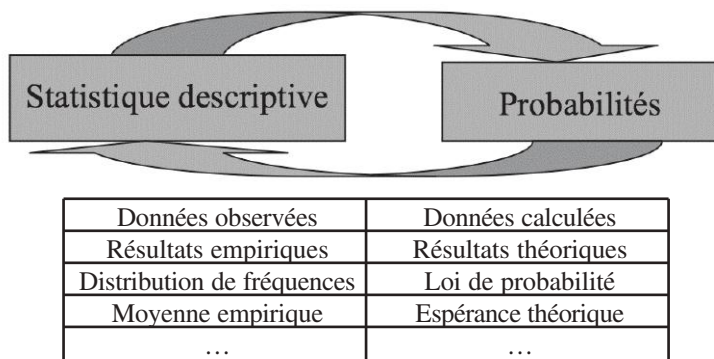 Statistique descriptive
Probabilités
Données observées Données calculées
Résultats empiriques Résultats théoriques
Distribution de fréquences Loi de probabilité
Moyenne empirique Espérance théorique
… …